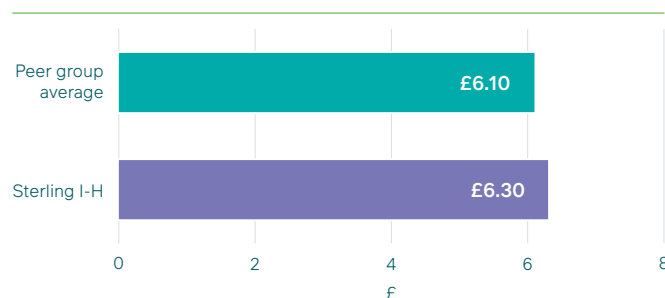 Peer group
average
£6.10
Sterling I-H
£6.30
0 2 4 6 8
£